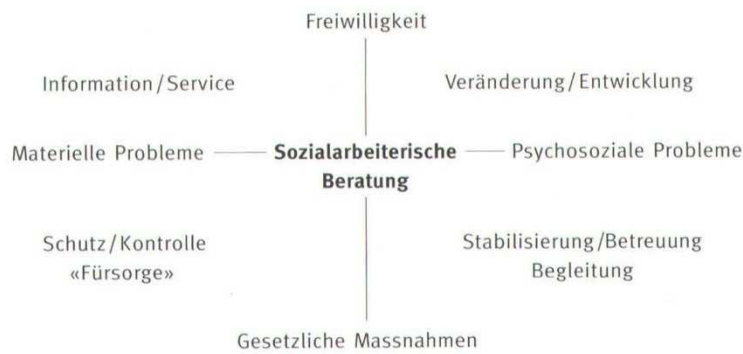 Freiwilligkeit
Information / Service
Veränderung / Entwicklung
Materielle Probleme
Sozialarbeiterische
Beratung
Psychosoziale Probleme
Schutz / Kontrolle
«Fürsorge»
Stabilisierung / Betreuung
Begleitung
Gesetzliche Massnahmen